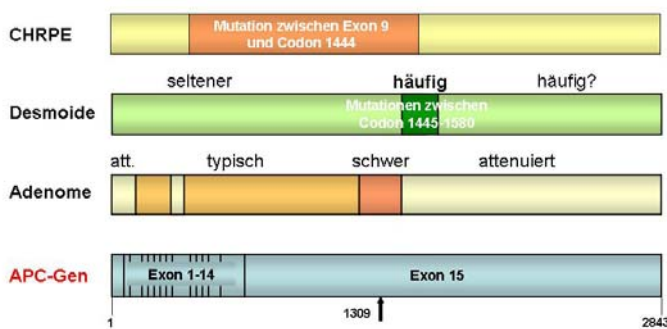 CHRPE
Mutation zwischen Exon 9
und Codon 1444
seltener häufig häufig?
Desmoide
Mutationen zwischen
Codon 1445-1580
att. typisch schwer attenuiert
Adenome
APC-Gen
Exon 1-14
Exon 15
1309
1 2843